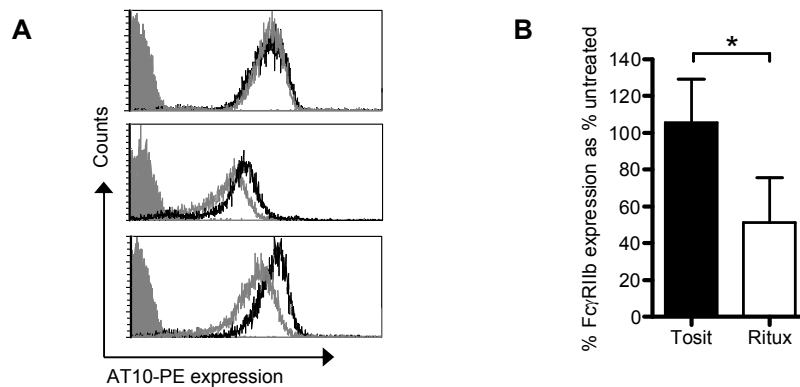 A
Counts
AT10-PE expression
B
% FcγRIIb expression as % untreated
140
120
100
80
60
40
20
0
*
Tosit
Ritux